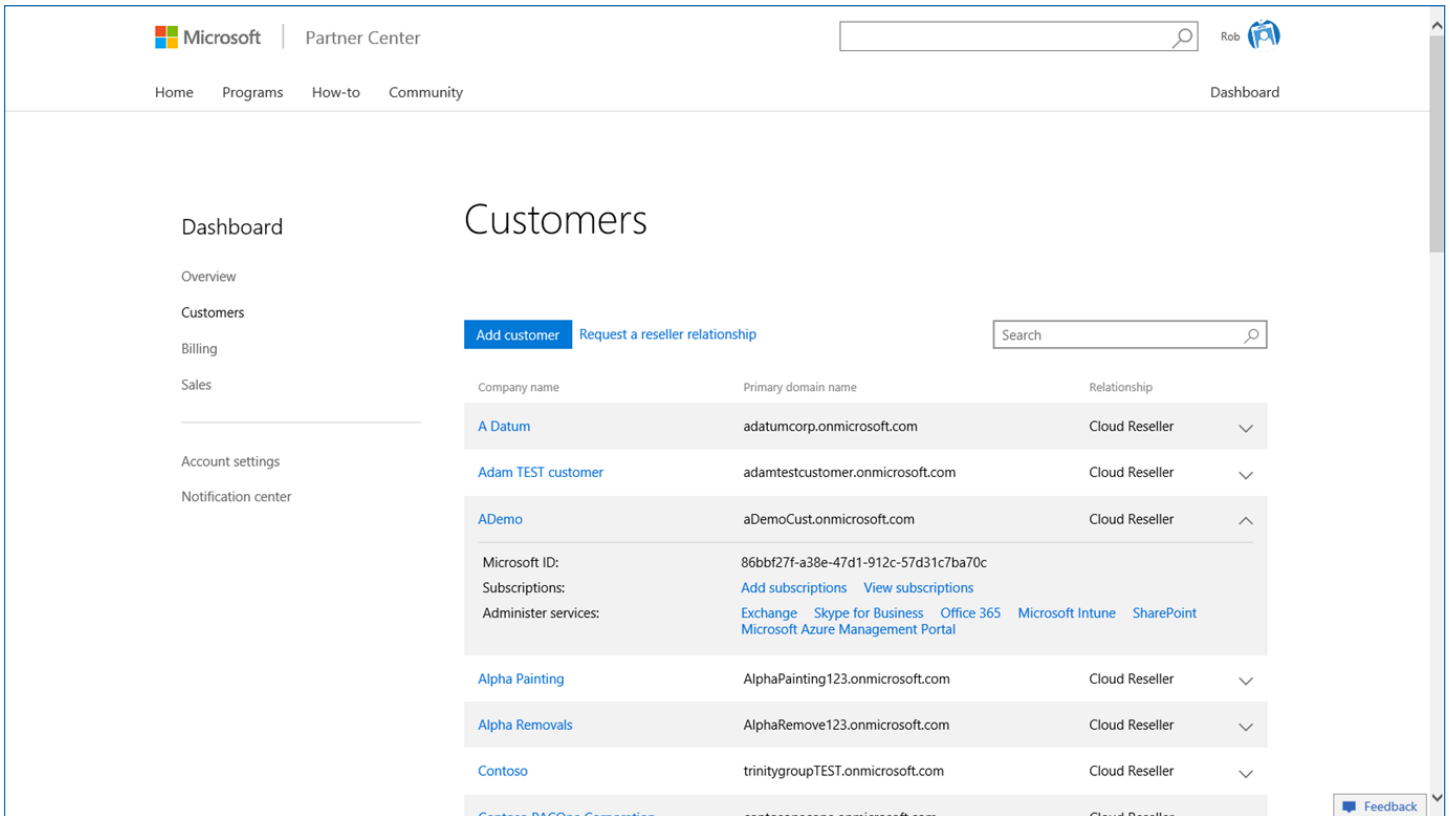 Microsoft Partner Center
Rob
Home Programs How-to Community Dashboard
Dashboard
Overview
Customers
Billing
Sales
Account settings
Notification center
Customers
Add customer Request a reseller relationship Search
Company name Primary domain name Relationship
A Datum adatumcorp.onmicrosoft.com Cloud Reseller
Adam TEST customer adamtestcustomer.onmicrosoft.com Cloud Reseller
ADemo aDemoCust.onmicrosoft.com Cloud Reseller
Microsoft ID: 86bbf27f-a38e-47d1-912c-57d31c7ba70c
Subscriptions: Add subscriptions View subscriptions
Administer services: Exchange Skype for Business Office 365 Microsoft Intune SharePoint
Microsoft Azure Management Portal
Alpha Painting AlphaPainting123.onmicrosoft.com Cloud Reseller
Alpha Removals AlphaRemove123.onmicrosoft.com Cloud Reseller
Contoso trinitygroupTEST.onmicrosoft.com Cloud Reseller
Cloud Reseller
Feedback